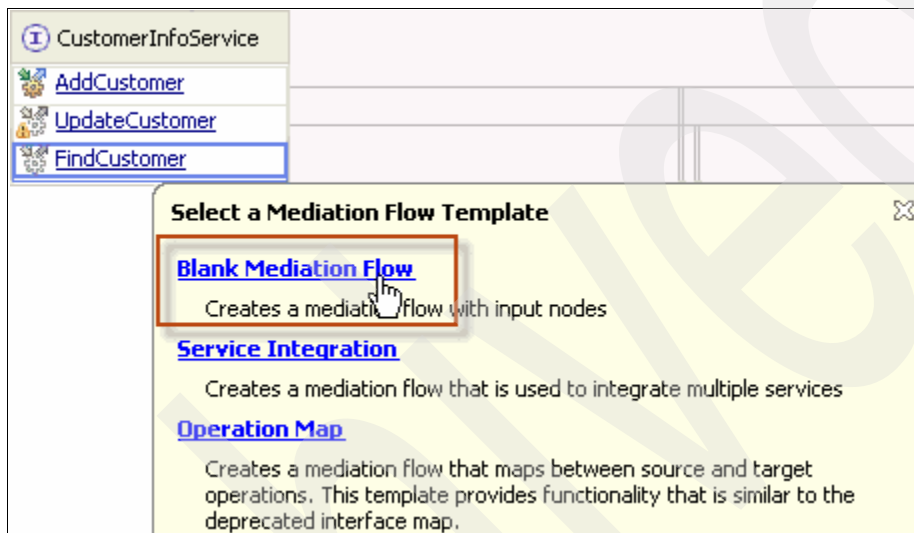 CustomerInfoService
AddCustomer
UpdateCustomer
FindCustomer
Select a Mediation Flow Template
Blank Mediation Flow
Creates a mediation flow with input nodes
Service Integration
Creates a mediation flow that is used to integrate multiple services
Operation Map
Creates a mediation flow that maps between source and target
operations. This template provides functionality that is similar to the
deprecated interface map.